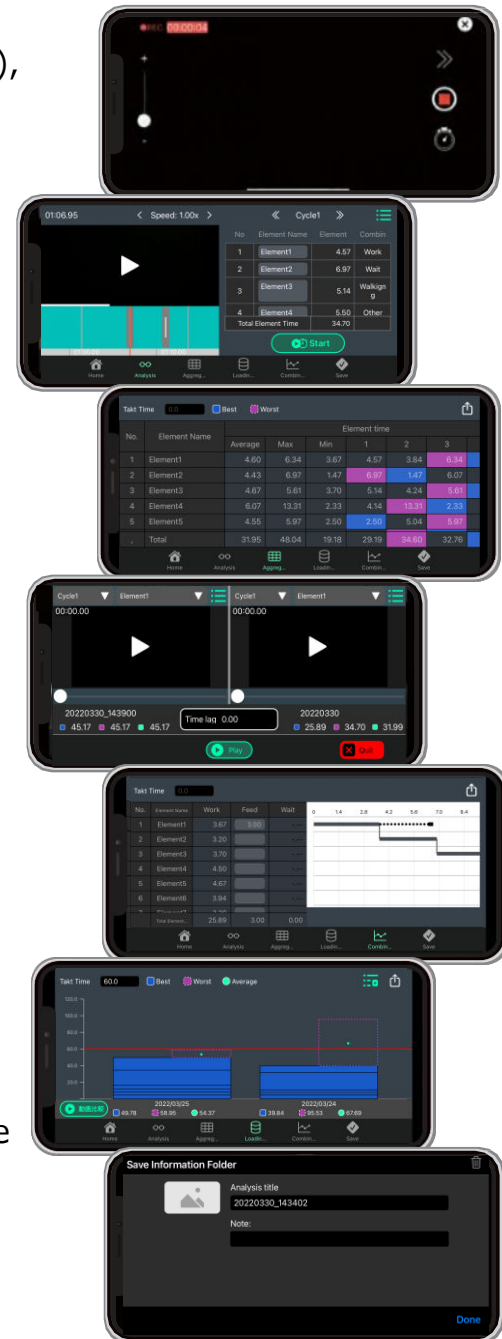 ),
e
REC 00:00:04
+
-
01:06.95 < Speed: 1.00x > « Cycle1 »
No Element Name Element Combin
1 Element1 4.57 Work
2 Element2 6.97 Wait
3 Element3 5.14 Walkign
g
4 Element4 5.50 Other
Total Element Time 34.70
Start
Home Analysis Aggreg... Loadin... Combin... Save
Takt Time 0.0 Best Worst
No. Element Name Element time
Average Max Min 1 2 3
1 Element1 4.60 6.34 3.67 4.57 3.84 6.34
2 Element2 4.43 6.97 1.47 6.97 1.47 6.07
3 Element3 4.67 5.61 3.70 5.14 4.24 5.61
4 Element4 6.07 13.31 2.33 4.14 13.31 2.33
5 Element5 4.55 5.97 2.50 2.50 5.04 5.97
Total 31.95 48.04 19.18 29.19 34.60 32.76
Home Analysis Aggreg... Loadin... Combin... Save
Cycle1 Element1 Cycle1 Element1
00:00.00 00:00.00
20220330_143900 Time lag 0.00 20220330
45.17 45.17 45.17 25.89 34.70 31.99
Play Quit
Takt Time 0.0
No. Element Name Work Feed Wait 0 1.4 2.8 4.2 5.6 7.0 8.4
1 Element1 3.67 3.00 -.--
2 Element2 3.20 -.--
3 Element3 3.70 -.--
4 Element4 4.50 -.--
5 Element5 4.67 -.--
6 Element6 3.94 -.--
Total Element... 25.89 3.00 0.00
Home Analysis Aggreg... Loadin... Combin... Save
Takt Time 60.0 Best Worst Average
120.0
100.0
80.0
60.0
40.0
20.0
動画比較 2022/03/25 2022/03/24
49.78 58.95 54.37 39.84 95.53 67.69
Home Analysis Aggreg... Loadin... Combin... Save
Save Information Folder
Analysis title
20220330_143402
Note:
Done